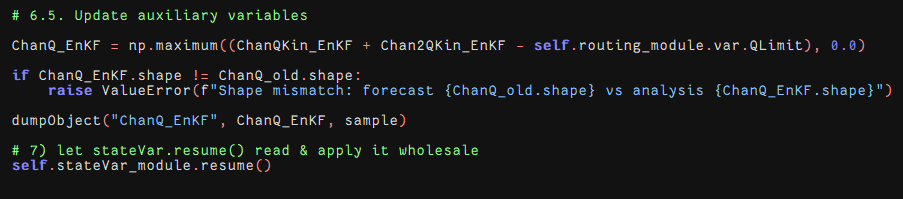 # 6.5. Update auxiliary variables
ChanQ_EnKF = np.maximum((ChanQKin_EnKF + Chan2QKin_EnKF - self.routing_module.var.QLimit), 0.0)
if ChanQ_EnKF.shape != ChanQ_old.shape:
    raise ValueError(f"Shape mismatch: forecast {ChanQ_old.shape} vs analysis {ChanQ_EnKF.shape}")
dumpObject("ChanQ_EnKF", ChanQ_EnKF, sample)
# 7) let stateVar.resume() read & apply it wholesale
self.stateVar_module.resume()